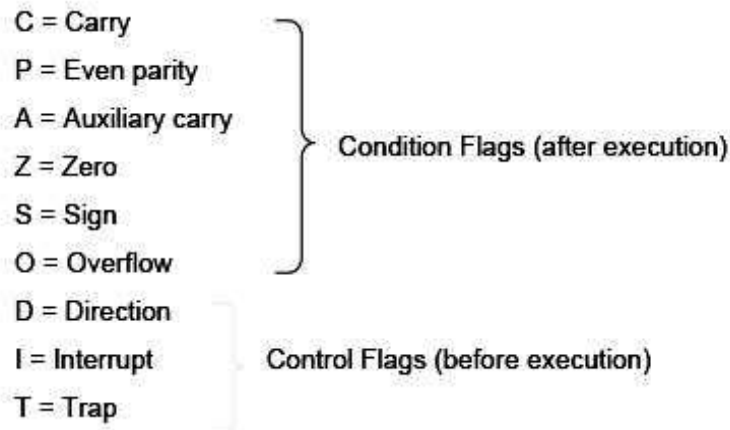 C = Carry
P = Even parity
A = Auxiliary carry
Z = Zero
S = Sign
O = Overflow
Condition Flags (after execution)
D = Direction
I = Interrupt
T = Trap
Control Flags (before execution)